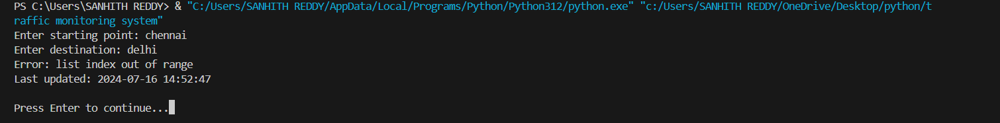 PS C:\Users\SANHITH REDDY> & "C:/Users/SANHITH REDDY/AppData/Local/Programs/Python/Python312/python.exe" "c:/Users/SANHITH REDDY/OneDrive/Desktop/python/t
raffic monitoring system"
Enter starting point: chennai
Enter destination: delhi
Error: list index out of range
Last updated: 2024-07-16 14:52:47
Press Enter to continue...